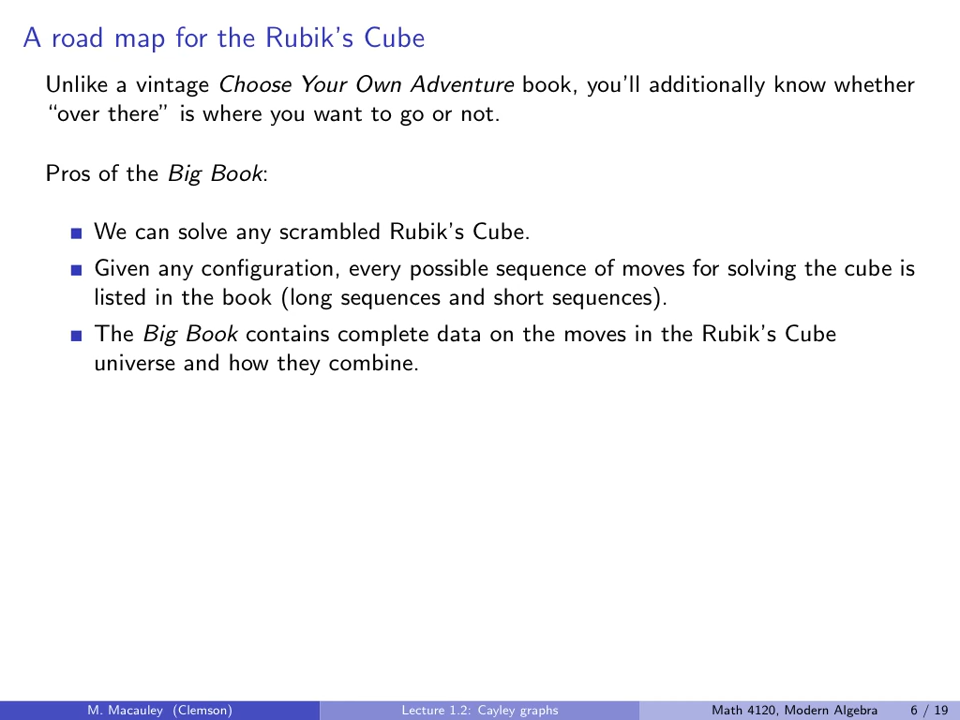 A road map for the Rubik's Cube
Unlike a vintage Choose Your Own Adventure book, you'll additionally know whether
“over there” is where you want to go or not.
Pros of the Big Book:
We can solve any scrambled Rubik's Cube.
Given any configuration, every possible sequence of moves for solving the cube is
listed in the book (long sequences and short sequences).
The Big Book contains complete data on the moves in the Rubik's Cube
universe and how they combine.
M. Macauley (Clemson) Lecture 1.2: Cayley graphs Math 4120, Modern Algebra 6 / 19